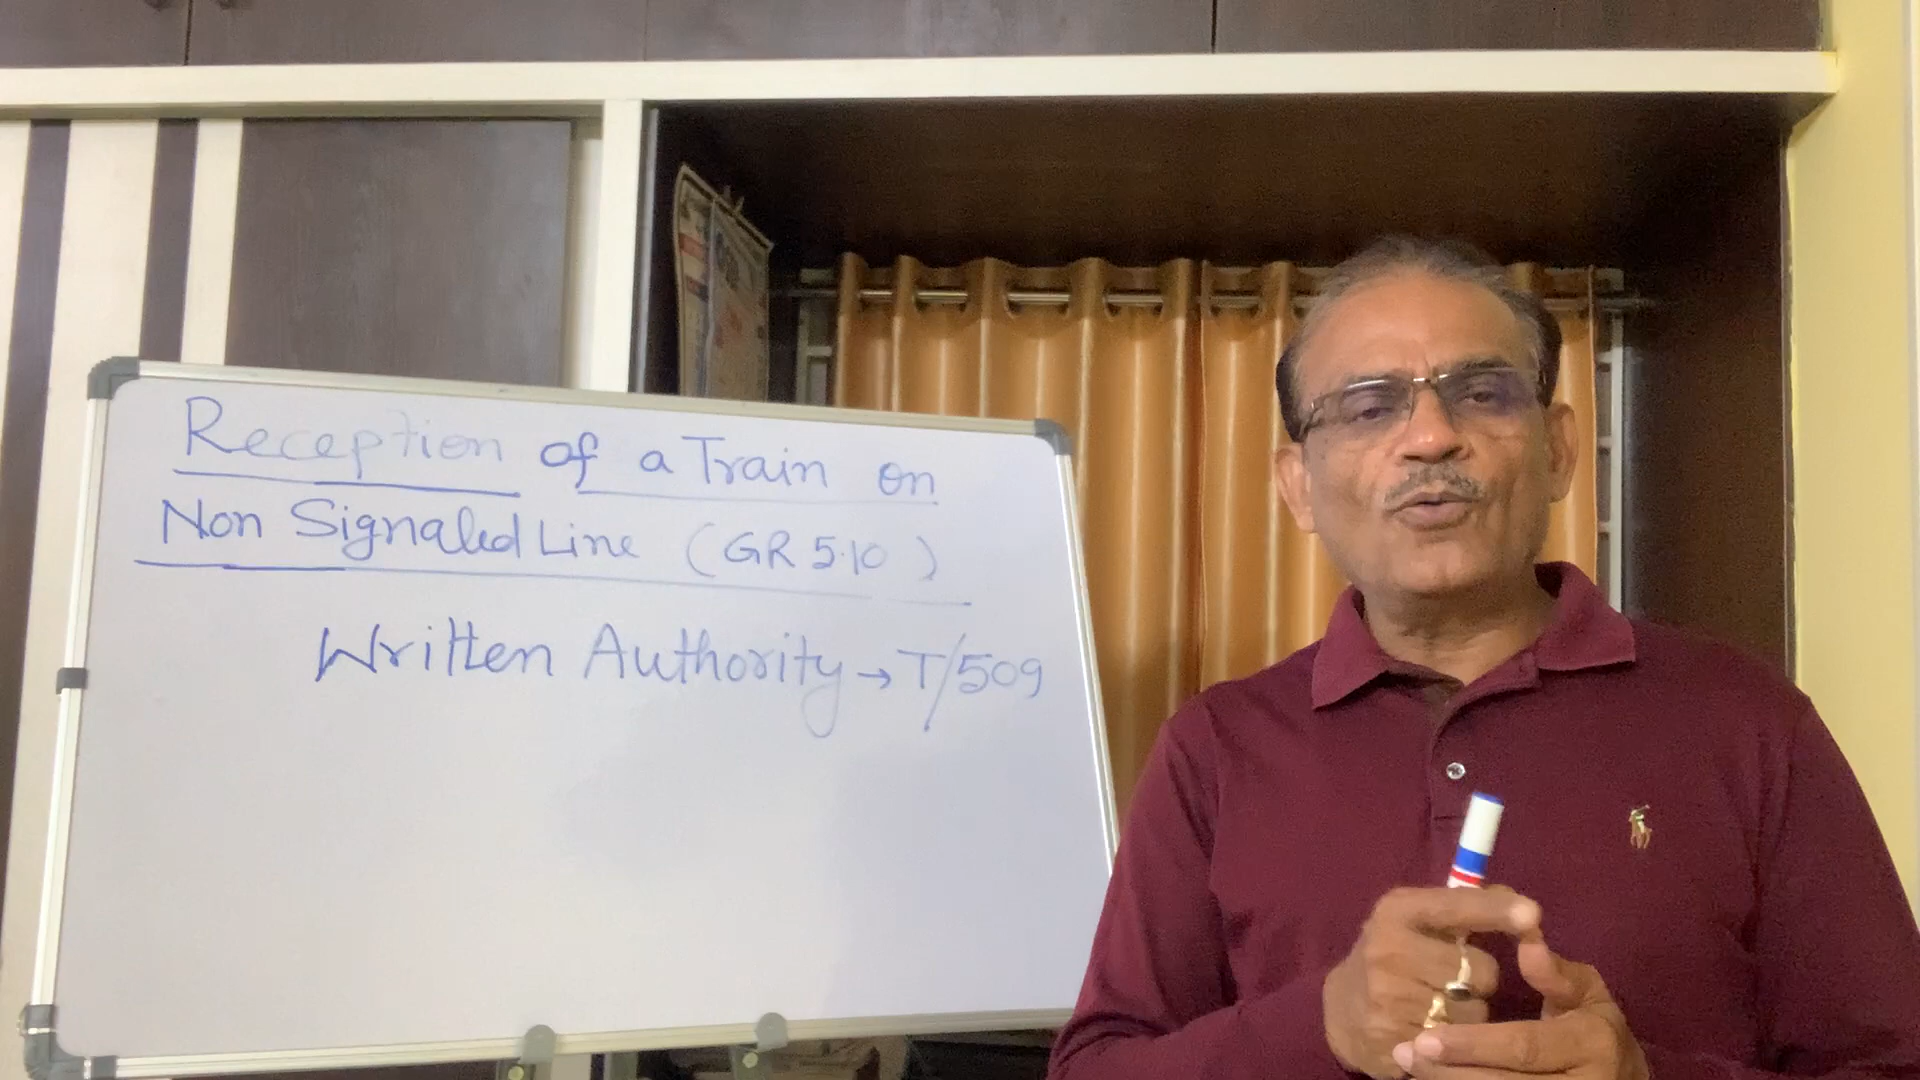 Reception of a Train on
Non Signaled Line (GR 5.10)
Written Authority → T/509